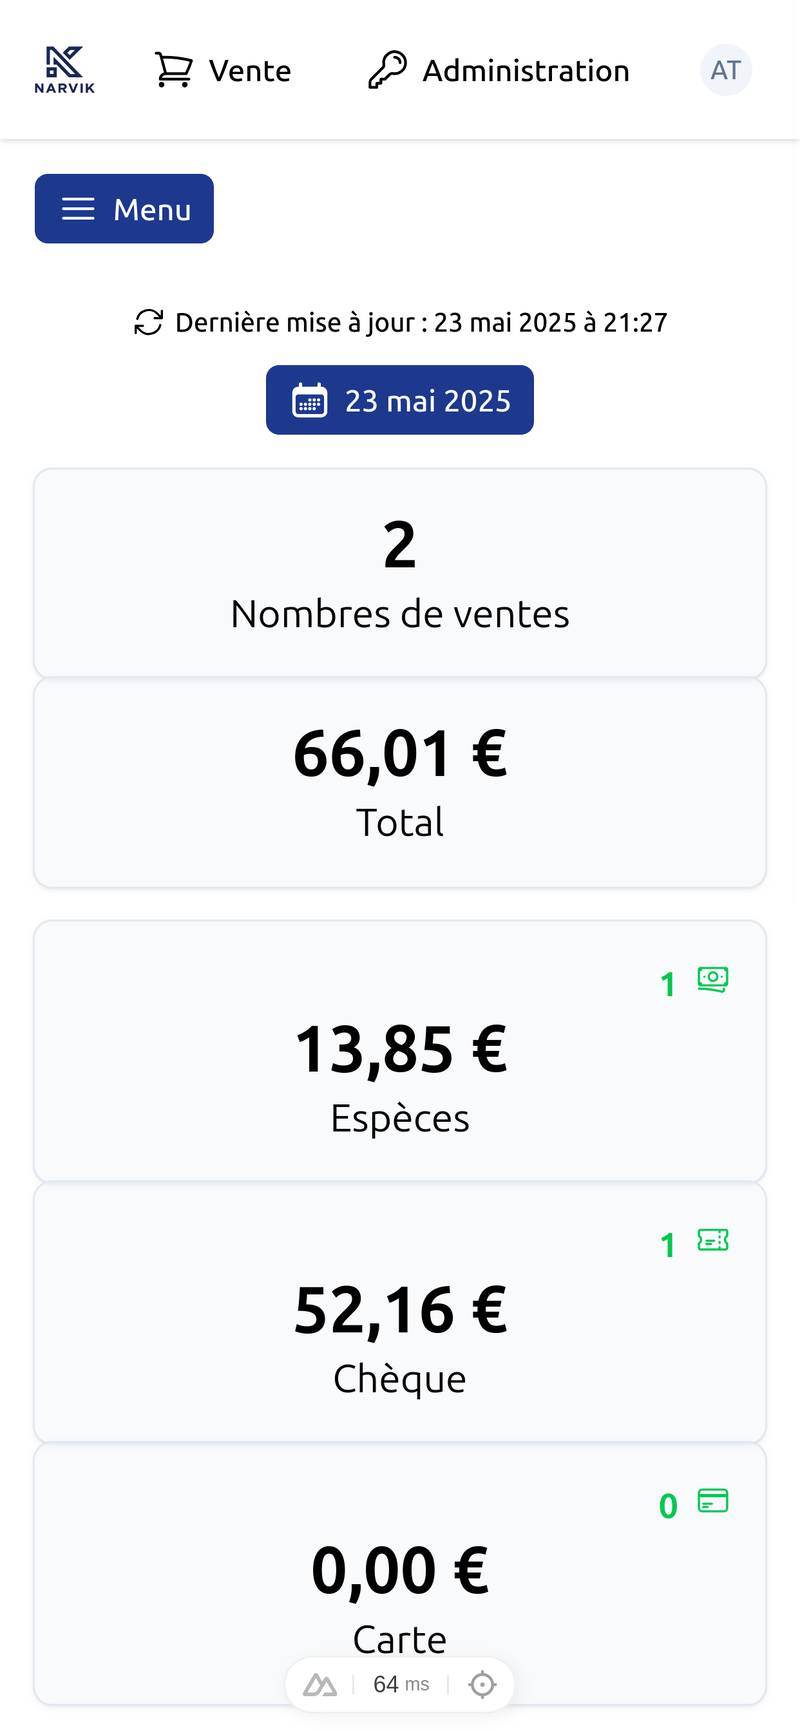 NARVIK
Vente
Administration
AT
Menu
Dernière mise à jour : 23 mai 2025 à 21:27
23 mai 2025
2
Nombres de ventes
66,01 €
Total
1
13,85 €
Espèces
1
52,16 €
Chèque
0
0,00 €
Carte
64 ms